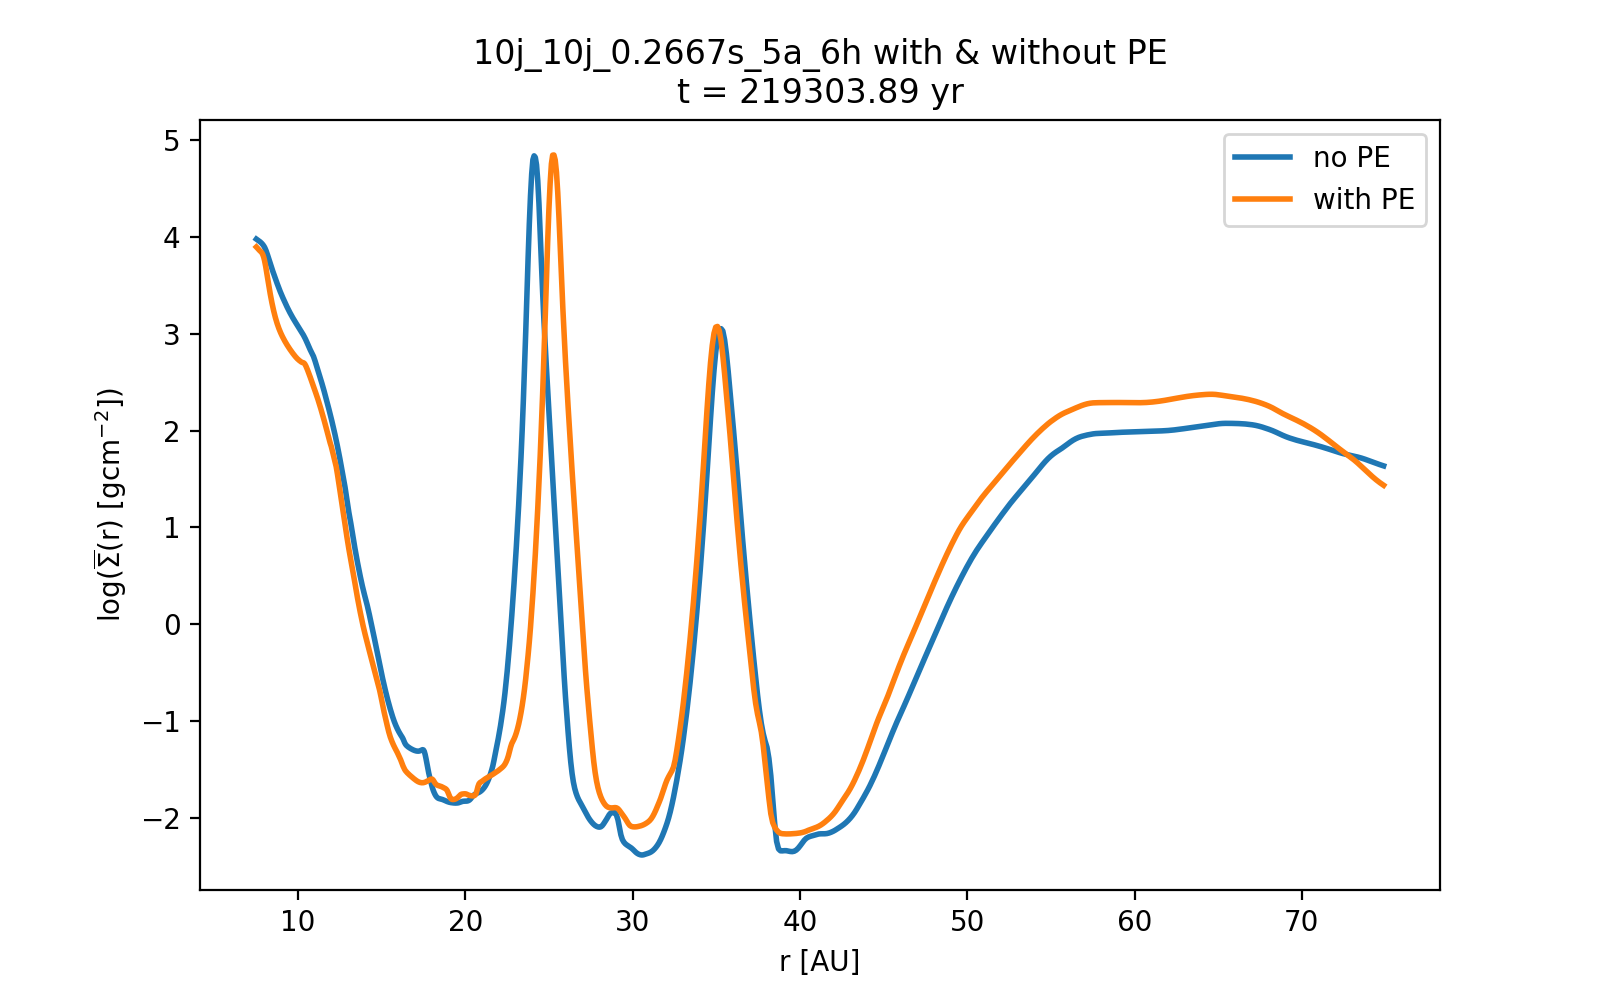 10j_10j_0.2667s_5a_6h with & without PE
t = 219303.89 yr
no PE
with PE
5
4
3
2
1
0
−1
−2
log(Σ̅(r) [gcm⁻²])
10 20 30 40 50 60 70
r [AU]